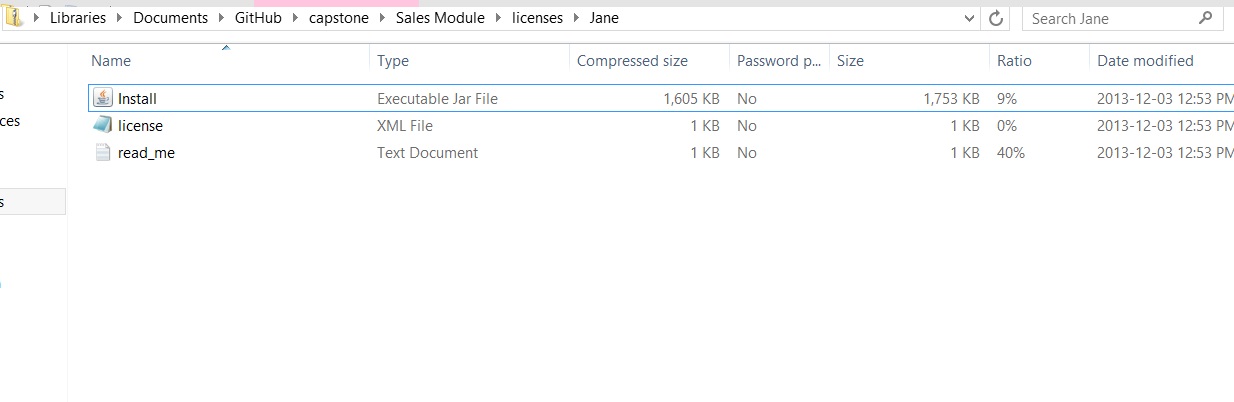 Libraries Documents GitHub capstone Sales Module licenses Jane Search Jane
Name Type Compressed size Password p... Size Ratio Date modified
Install Executable Jar File 1,605 KB No 1,753 KB 9% 2013-12-03 12:53 PM
license XML File 1 KB No 1 KB 0% 2013-12-03 12:53 PM
ces
read_me Text Document 1 KB No 1 KB 40% 2013-12-03 12:53 PM
s